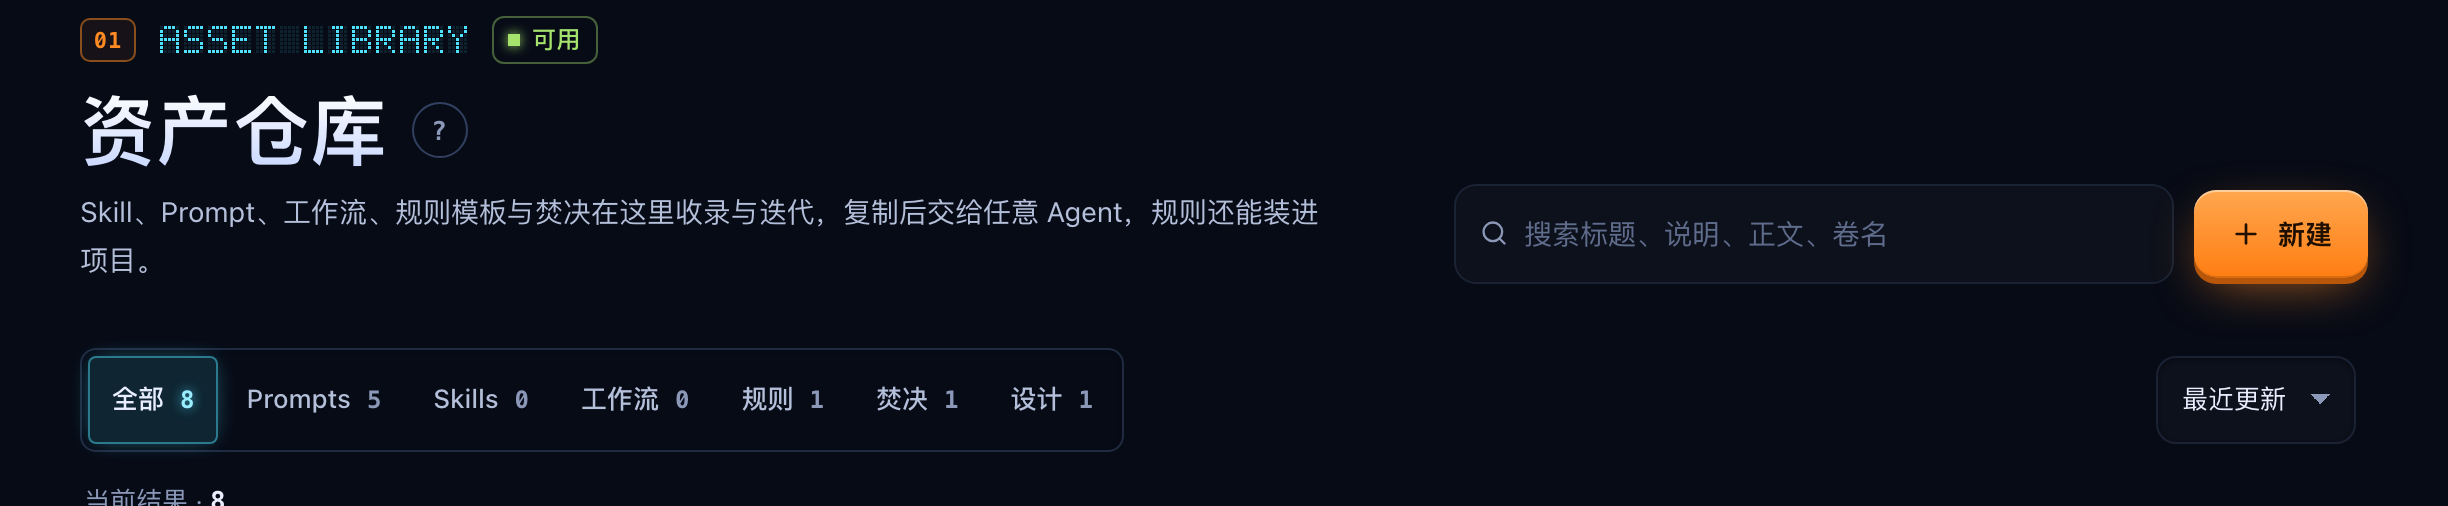 01 ASSET LIBRARY 可用
资产仓库 ?
Skill、Prompt、工作流、规则模板与焚决在这里收录与迭代，复制后交给任意 Agent，规则还能装进
项目。
搜索标题、说明、正文、卷名
新建
全部 8 Prompts 5 Skills 0 工作流 0 规则 1 焚决 1 设计 1
最近更新
当前结果 · 8